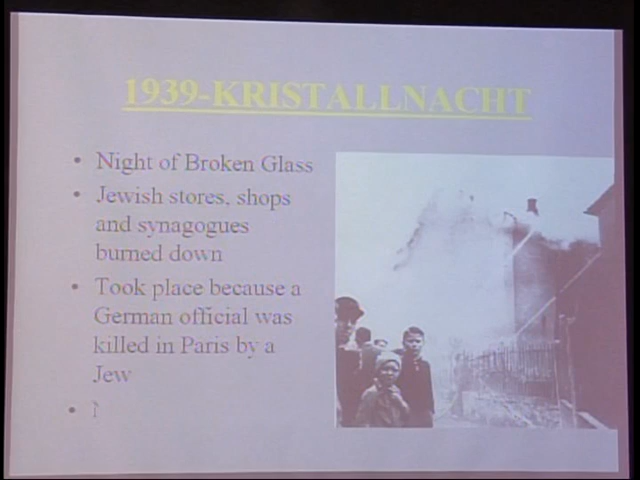 1939-KRISTALLNACHT
• Night of Broken Glass
• Jewish stores, shops
and synagogues
burned down
• Took place because a
German official was
killed in Paris by a
Jew
•